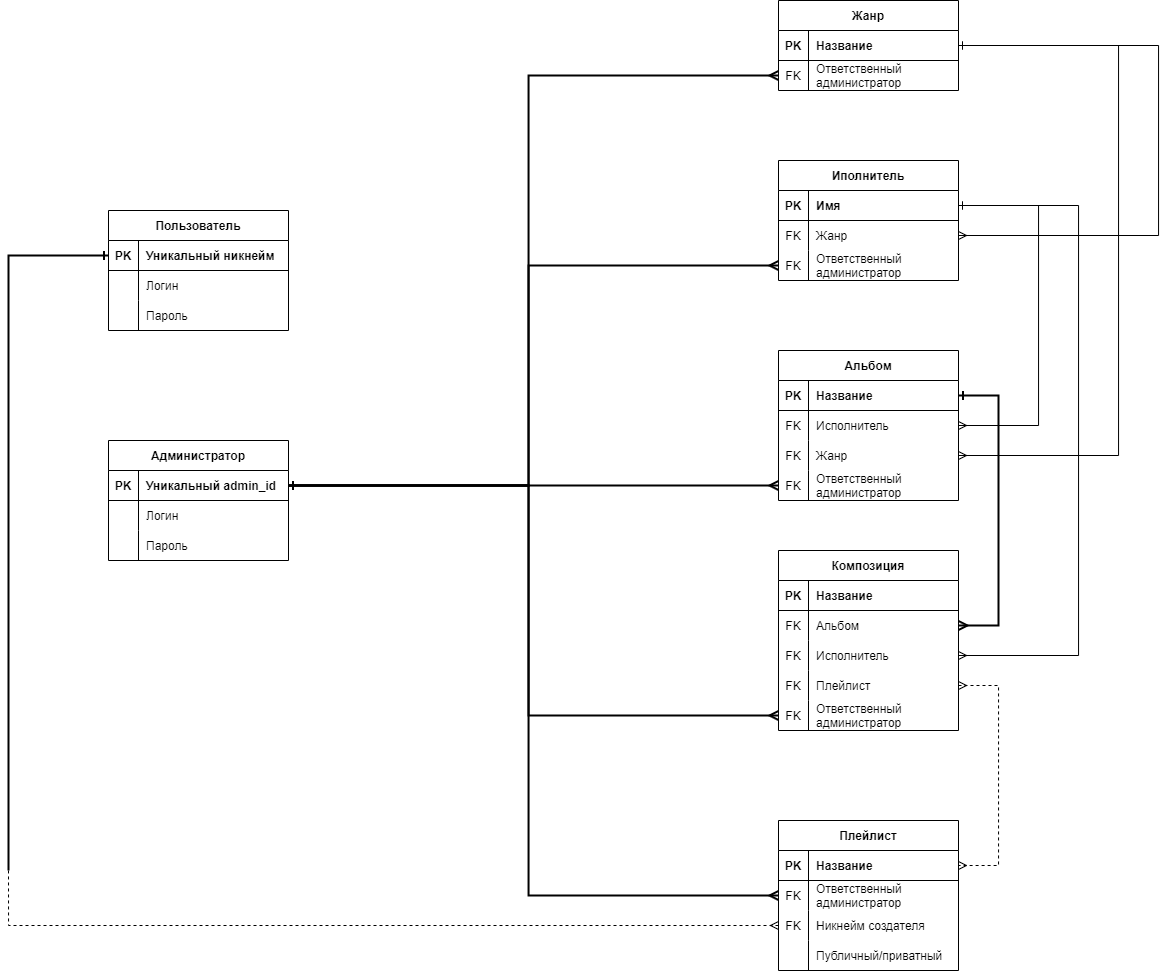 Жанр
PK Название
FK Ответственный
администратор
Иполнитель
PK Имя
FK Жанр
FK Ответственный
администратор
Пользователь
PK Уникальный никнейм
Логин
Пароль
Альбом
PK Название
FK Исполнитель
FK Жанр
FK Ответственный
администратор
Администратор
PK Уникальный admin_id
Логин
Пароль
Композиция
PK Название
FK Альбом
FK Исполнитель
FK Плейлист
FK Ответственный
администратор
Плейлист
PK Название
FK Ответственный
администратор
FK Никнейм создателя
Публичный/приватный